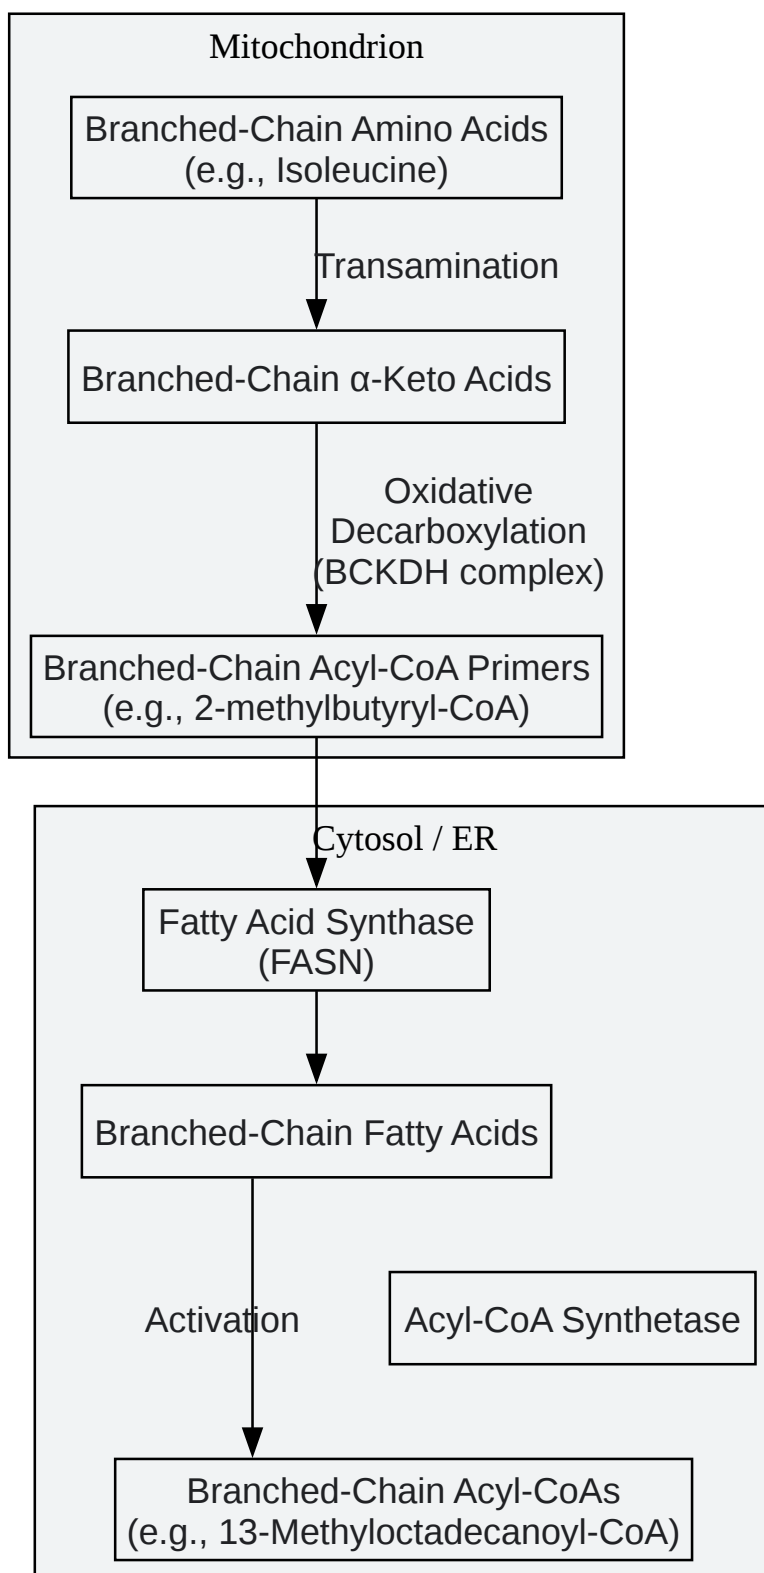 Mitochondrion
Branched-Chain Amino Acids
(e.g., Isoleucine)
Transamination
Branched-Chain α-Keto Acids
Oxidative
Decarboxylation
(BCKDH complex)
Branched-Chain Acyl-CoA Primers
(e.g., 2-methylbutyryl-CoA)
Cytosol / ER
Fatty Acid Synthase
(FASN)
Branched-Chain Fatty Acids
Activation
Acyl-CoA Synthetase
Branched-Chain Acyl-CoAs
(e.g., 13-Methyloctadecanoyl-CoA)